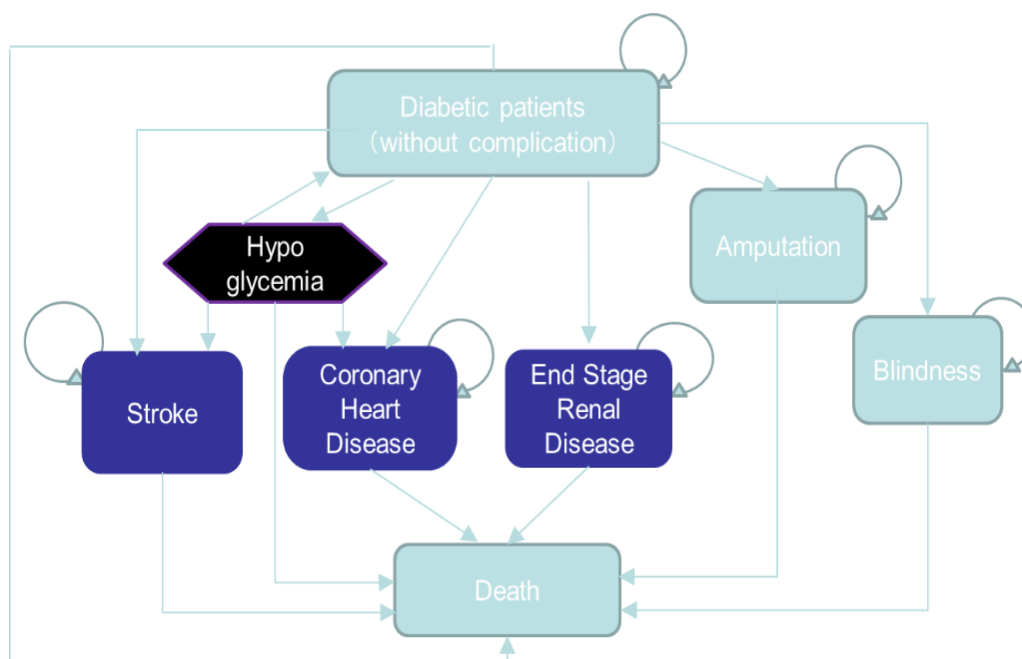 Diabetic patients
（without complication）
Hypo
glycemia
Amputation
Stroke
Coronary
Heart
Disease
End Stage
Renal
Disease
Blindness
Death